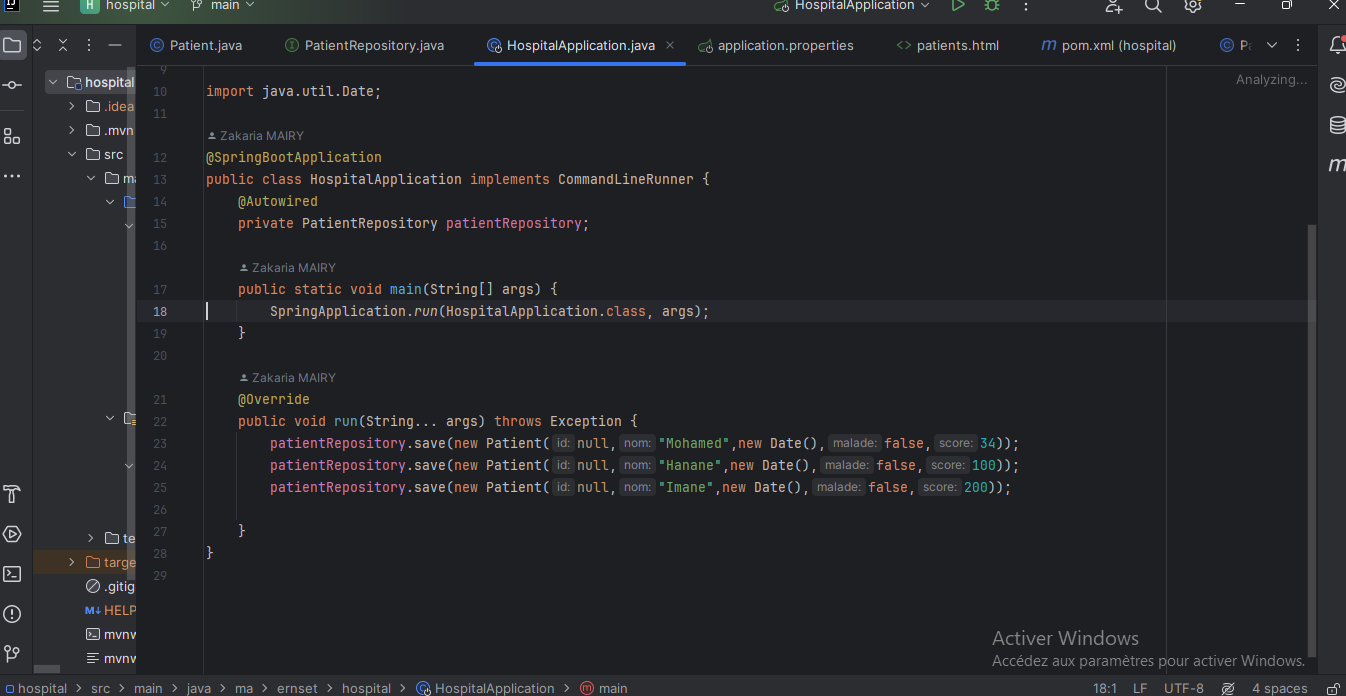 H hospital main HospitalApplication
Patient.java PatientRepository.java HospitalApplication.java application.properties patients.html m pom.xml (hospital)
Analyzing...
hospital
.idea
.mvn
src
9
10 import java.util.Date;
11
Zakaria MAIRY
12 @SpringBootApplication
13 public class HospitalApplication implements CommandLineRunner {
14 @Autowired
15 private PatientRepository patientRepository;
16
Zakaria MAIRY
17 public static void main(String[] args) {
18 SpringApplication.run(HospitalApplication.class, args);
19 }
20
Zakaria MAIRY
21 @Override
22 public void run(String... args) throws Exception {
23 patientRepository.save(new Patient( id: null, nom: "Mohamed",new Date(), malade: false, score: 34));
24 patientRepository.save(new Patient( id: null, nom: "Hanane",new Date(), malade: false, score: 100));
25 patientRepository.save(new Patient( id: null, nom: "Imane",new Date(), malade: false, score: 200));
26
27 }
28 }
29
te
targe
.gitig
M↓ HELP
mvnw
mvnw
Activer Windows
Accédez aux paramètres pour activer Windows.
hospital > src > main > java > ma > ernset > hospital > HospitalApplication > m main
18:1 LF UTF-8 4 spaces